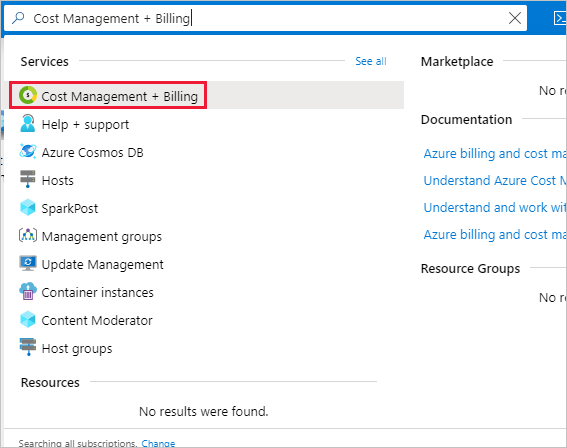 Cost Management + Billing
Services
See all
Cost Management + Billing
Help + support
Azure Cosmos DB
Hosts
SparkPost
Management groups
Update Management
Container instances
Content Moderator
Host groups
Resources
No results were found.
Searching all subscriptions. Change
Marketplace
No re
Documentation
Azure billing and cost ma
Understand Azure Cost M
Understand and work wit
Azure billing and cost ma
Resource Groups
No re